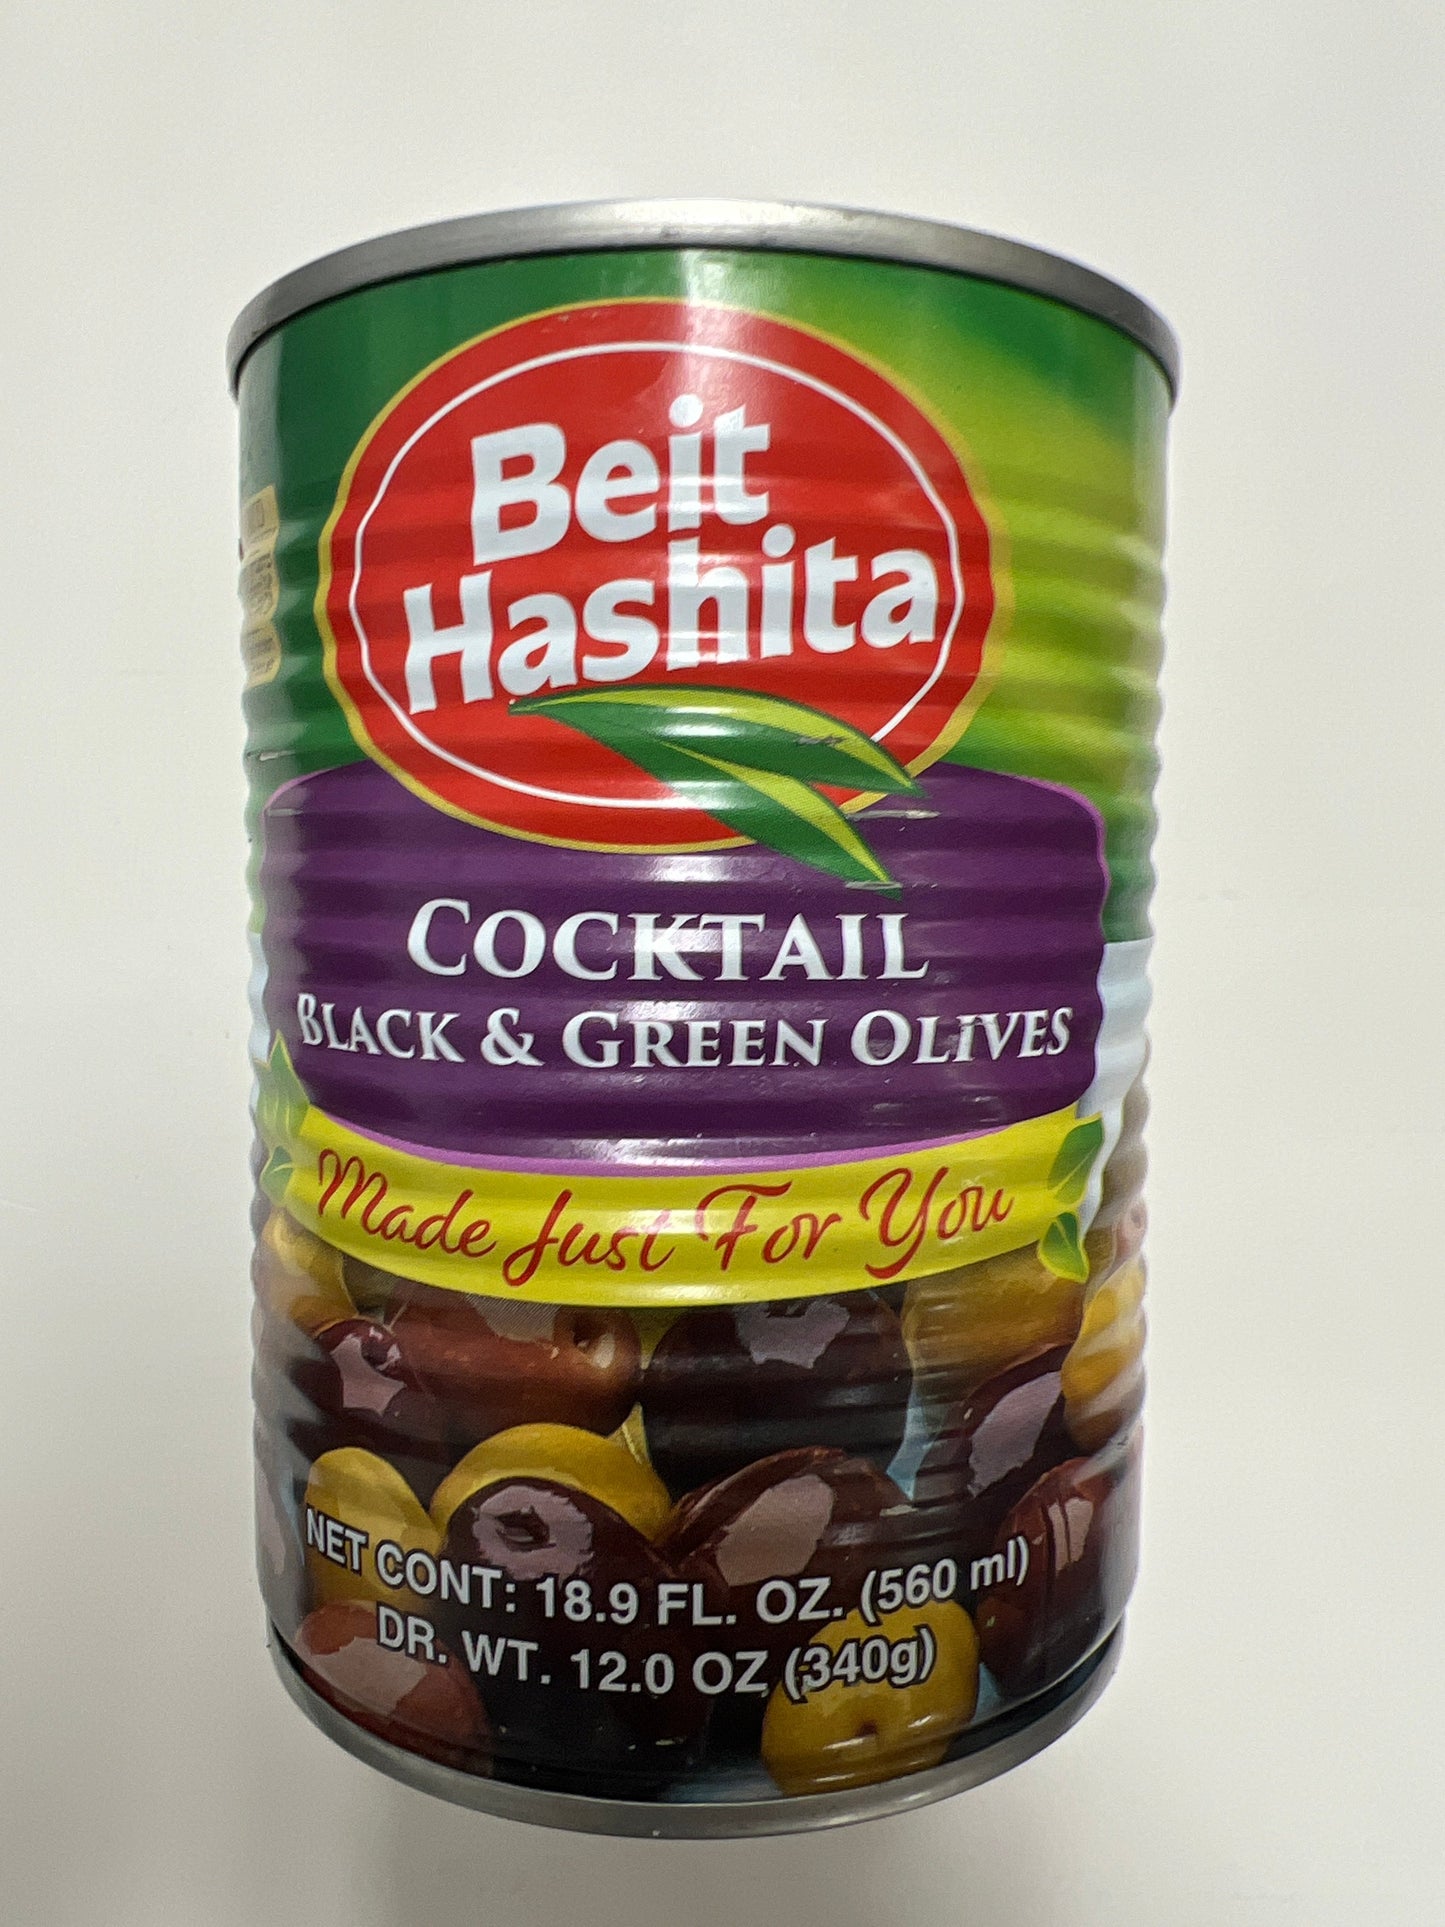 Beit
Hashita
COCKTAIL
BLACK & GREEN OLIVES
Made Just For You
NET CONT: 18.9 FL. OZ. (560 ml)
DR. WT. 12.0 OZ (340g)